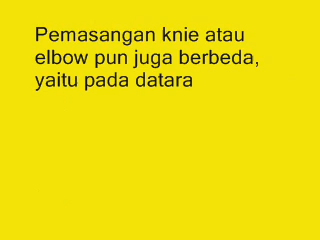 Pemasangan knie atau
elbow pun juga berbeda,
yaitu pada datara